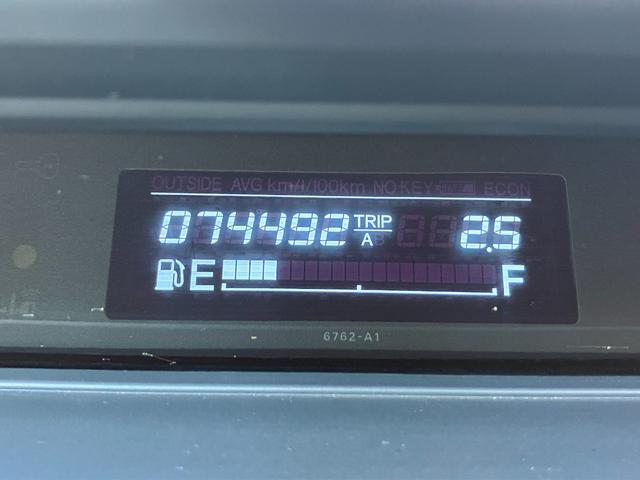 OUTSIDE AVG km/l/100km NO KEY ECON
074492 TRIP A 2.5
E F
6762-A1